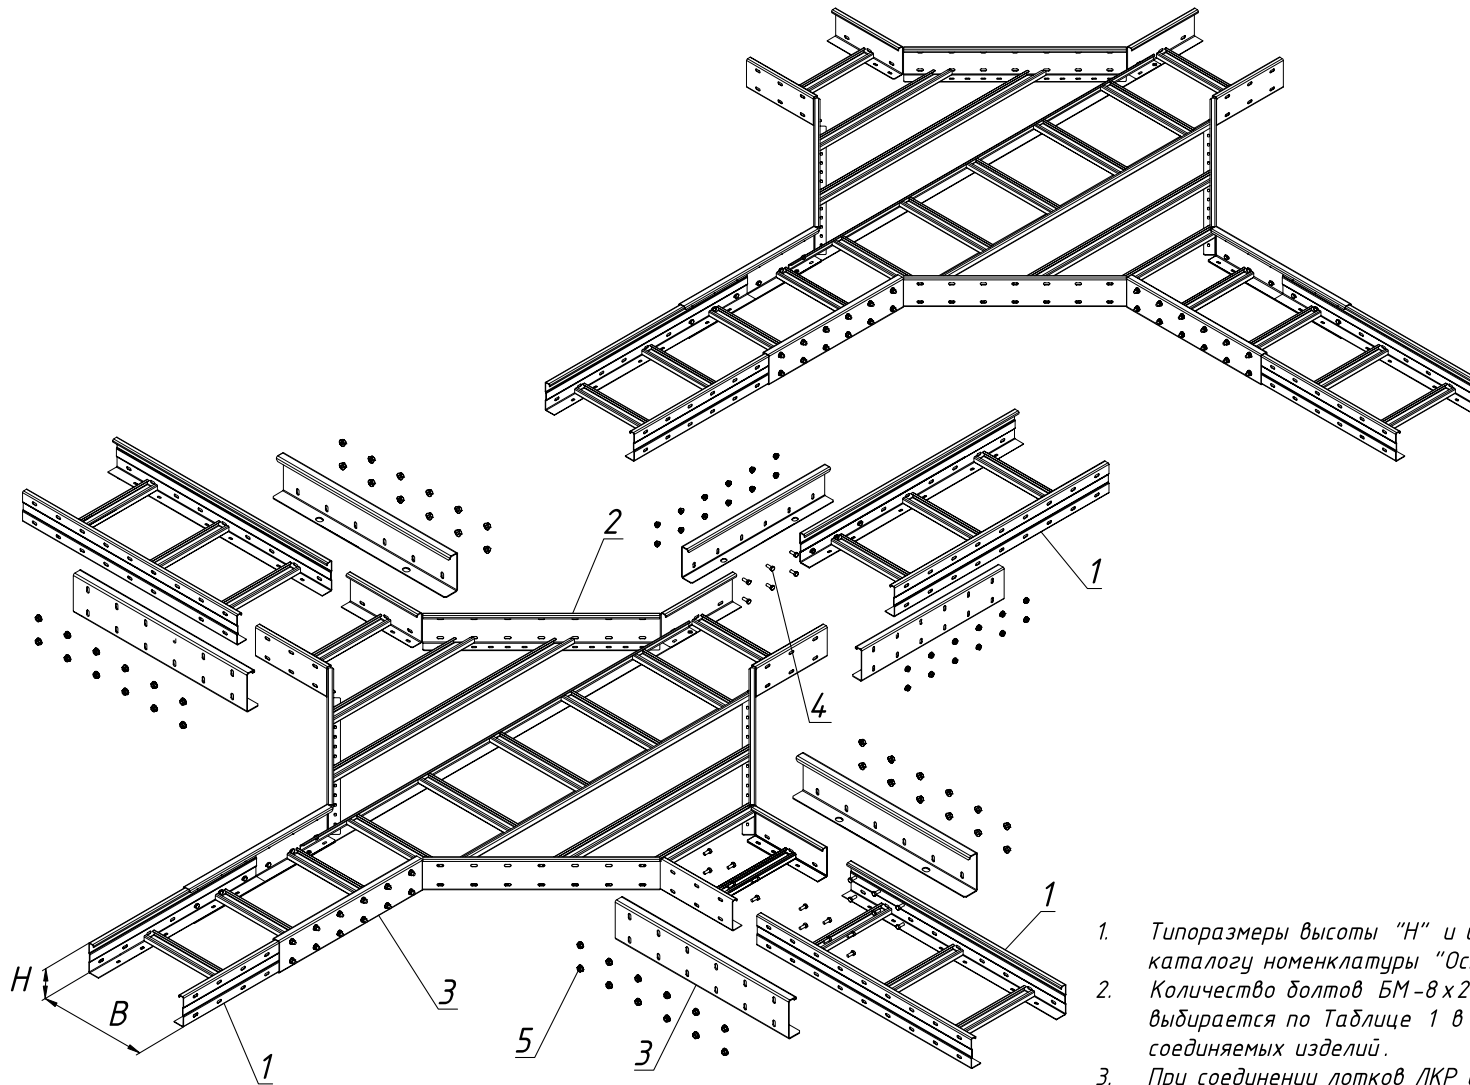 2
1
4
1
H
B
3
1
5
3
1. Типоразмеры высоты "Н" и
каталогу номенклатуры "Ос
2. Количество болтов БМ-8х2
выбирается по Таблице 1 в
соединяемых изделий.
3. При соединении лотков ЛКР